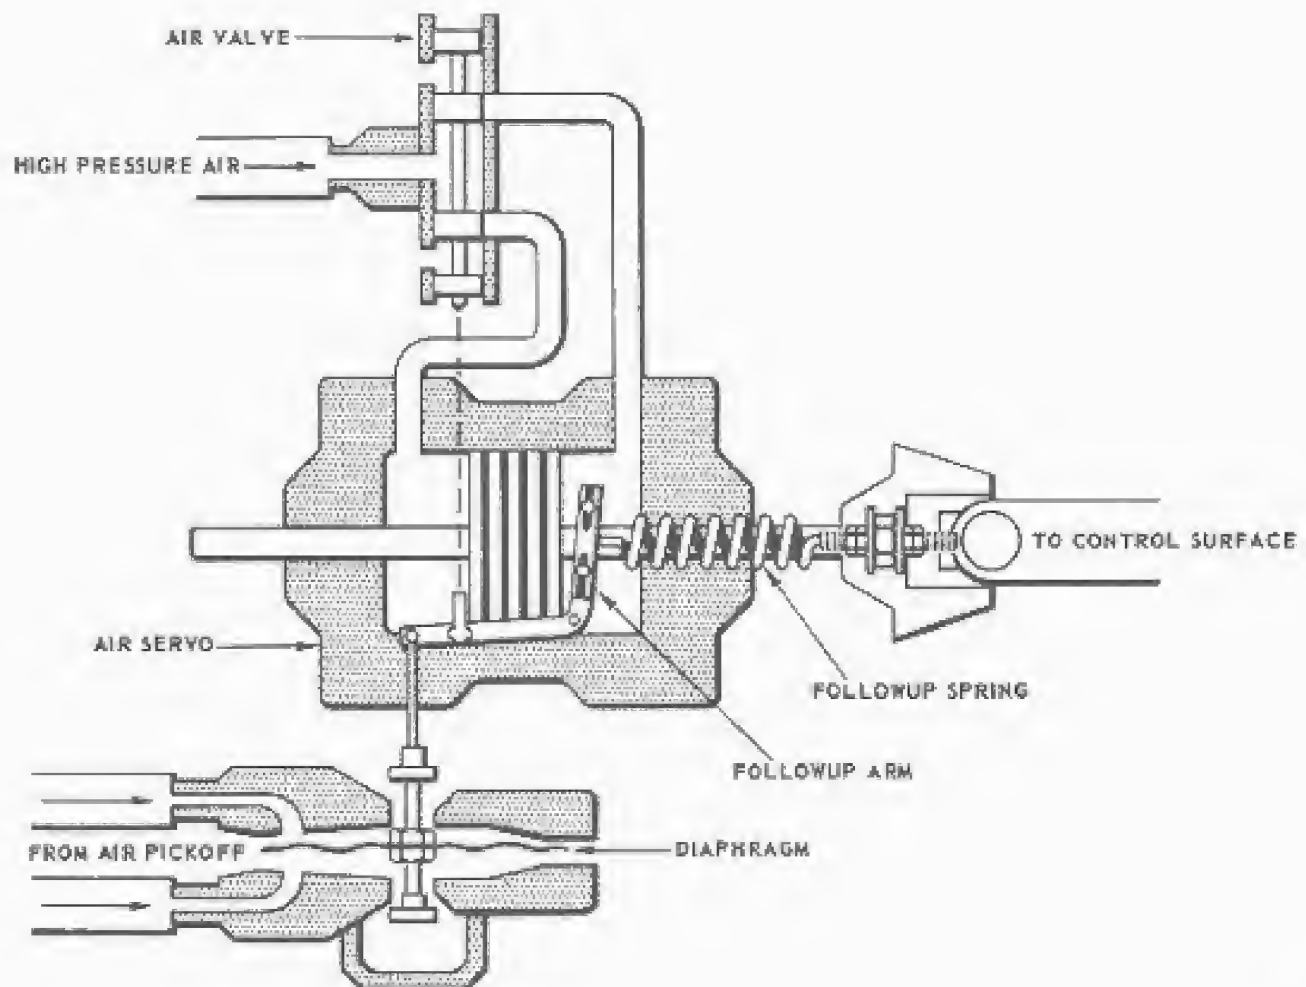 AIR VALVE
HIGH PRESSURE AIR
TO CONTROL SURFACE
AIR SERVO
FOLLOWUP SPRING
FOLLOWUP ARM
FROM AIR PICKOFF
DIAPHRAGM